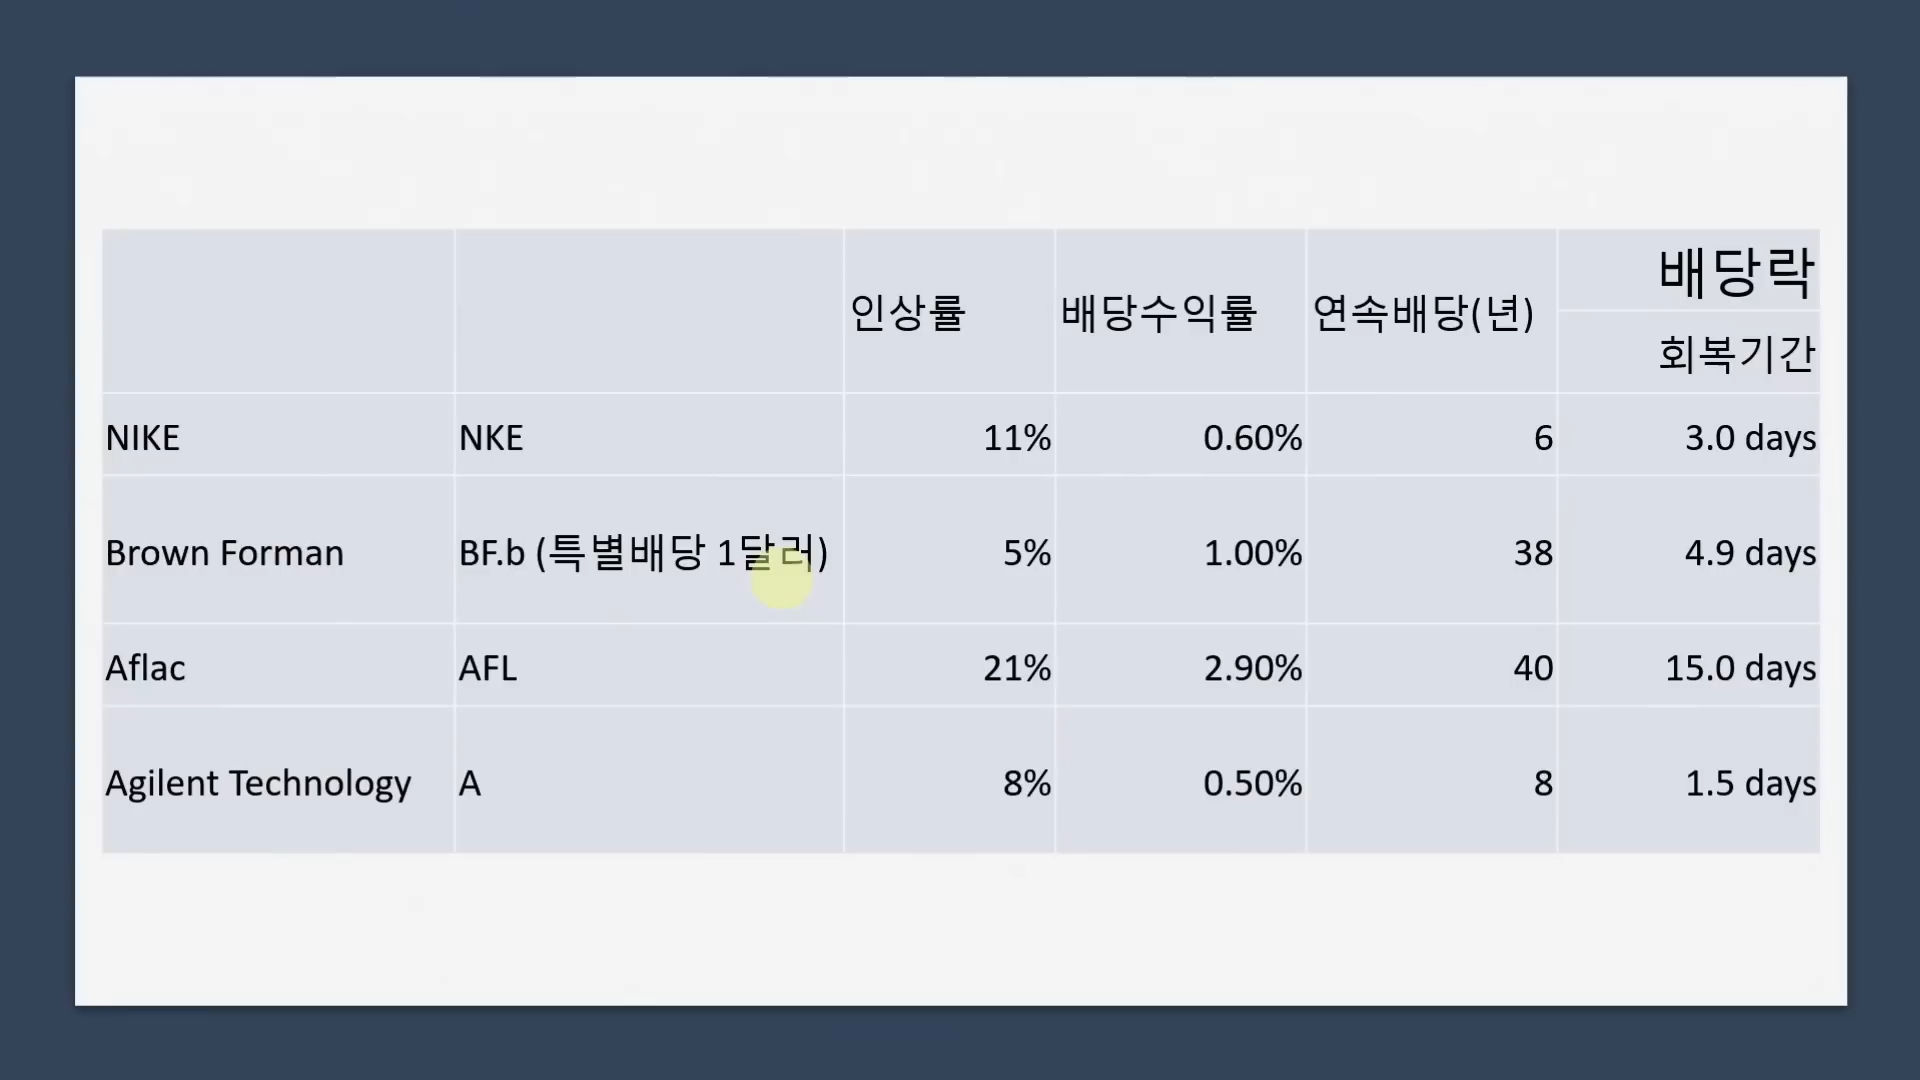 인상률 배당수익률 연속배당(년) 배당락
회복기간
NIKE NKE 11% 0.60% 6 3.0 days
Brown Forman BF.b (특별배당 1달러) 5% 1.00% 38 4.9 days
Aflac AFL 21% 2.90% 40 15.0 days
Agilent Technology A 8% 0.50% 8 1.5 days